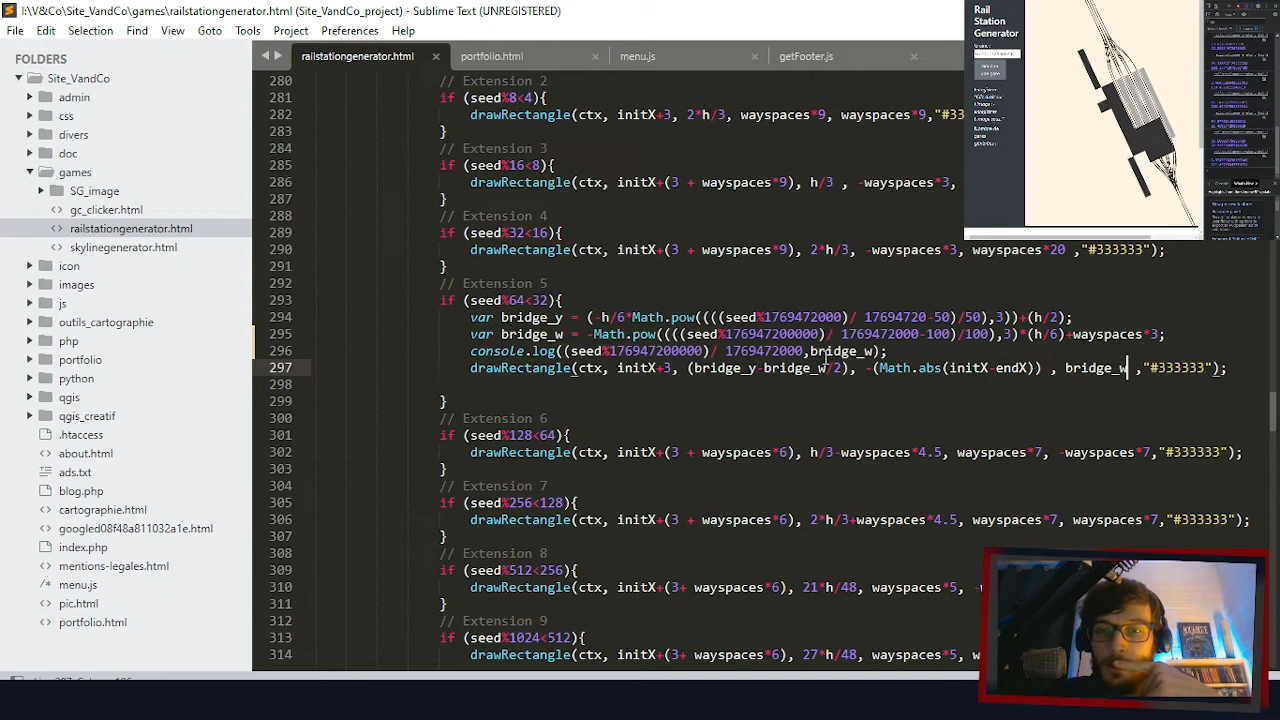 I:\V&Co\Site_VandCo\games\railstationgenerator.html (Site_VandCo_project) - Sublime Text (UNREGISTERED)
File Edit Selection Find View Goto Tools Project Preferences Help
FOLDERS
Site_VandCo
admin
css
divers
doc
games
SG_image
gc_clicker.html
railstationgenerator.html
skylinegenerator.html
icon
images
js
outils_cartographie
php
portfolio
python
qgis
qgis_creatif
.htaccess
about.html
ads.txt
blog.php
cartographie.html
googled08f48a811032a1e.html
index.php
mentions-legales.html
menu.js
pic.html
portfolio.html
railstationgenerator.html
portfolio.html
menu.js
getFooter.js
280 // Extension 2
281 if (seed%8<4){
282 drawRectangle(ctx, initX+3, 2*h/3, wayspaces*9, wayspaces*9,"#33
283 }
284 // Extension 3
285 if (seed%16<8){
286 drawRectangle(ctx, initX+(3 + wayspaces*9), h/3 , -wayspaces*3,
287 }
288 // Extension 4
289 if (seed%32<16){
290 drawRectangle(ctx, initX+(3 + wayspaces*9), 2*h/3, -wayspaces*3, wayspaces*20 ,"#333333");
291 }
292 // Extension 5
293 if (seed%64<32){
294 var bridge_y = (-h/6*Math.pow((((seed%1769472000)/ 17694720-50)/50),3))+(h/2);
295 var bridge_w = -Math.pow((((seed%176947200000)/ 1769472000-100)/100),3)*(h/6)+wayspaces*3;
296 console.log((seed%176947200000)/ 1769472000,bridge_w);
297 drawRectangle(ctx, initX+3, (bridge_y-bridge_w/2), -(Math.abs(initX-endX)) , bridge_w ,"#333333");
298
299 }
300 // Extension 6
301 if (seed%128<64){
302 drawRectangle(ctx, initX+(3 + wayspaces*6), h/3-wayspaces*4.5, wayspaces*7, -wayspaces*7,"#333333");
303 }
304 // Extension 7
305 if (seed%256<128){
306 drawRectangle(ctx, initX+(3 + wayspaces*6), 2*h/3+wayspaces*4.5, wayspaces*7, wayspaces*7,"#333333");
307 }
308 // Extension 8
309 if (seed%512<256){
310 drawRectangle(ctx, initX+(3+ wayspaces*6), 21*h/48, wayspaces*5, -w
311 }
312 // Extension 9
313 if (seed%1024<512){
314 drawRectangle(ctx, initX+(3+ wayspaces*6), 27*h/48, wayspaces*5, w
Rail
Station
Generator